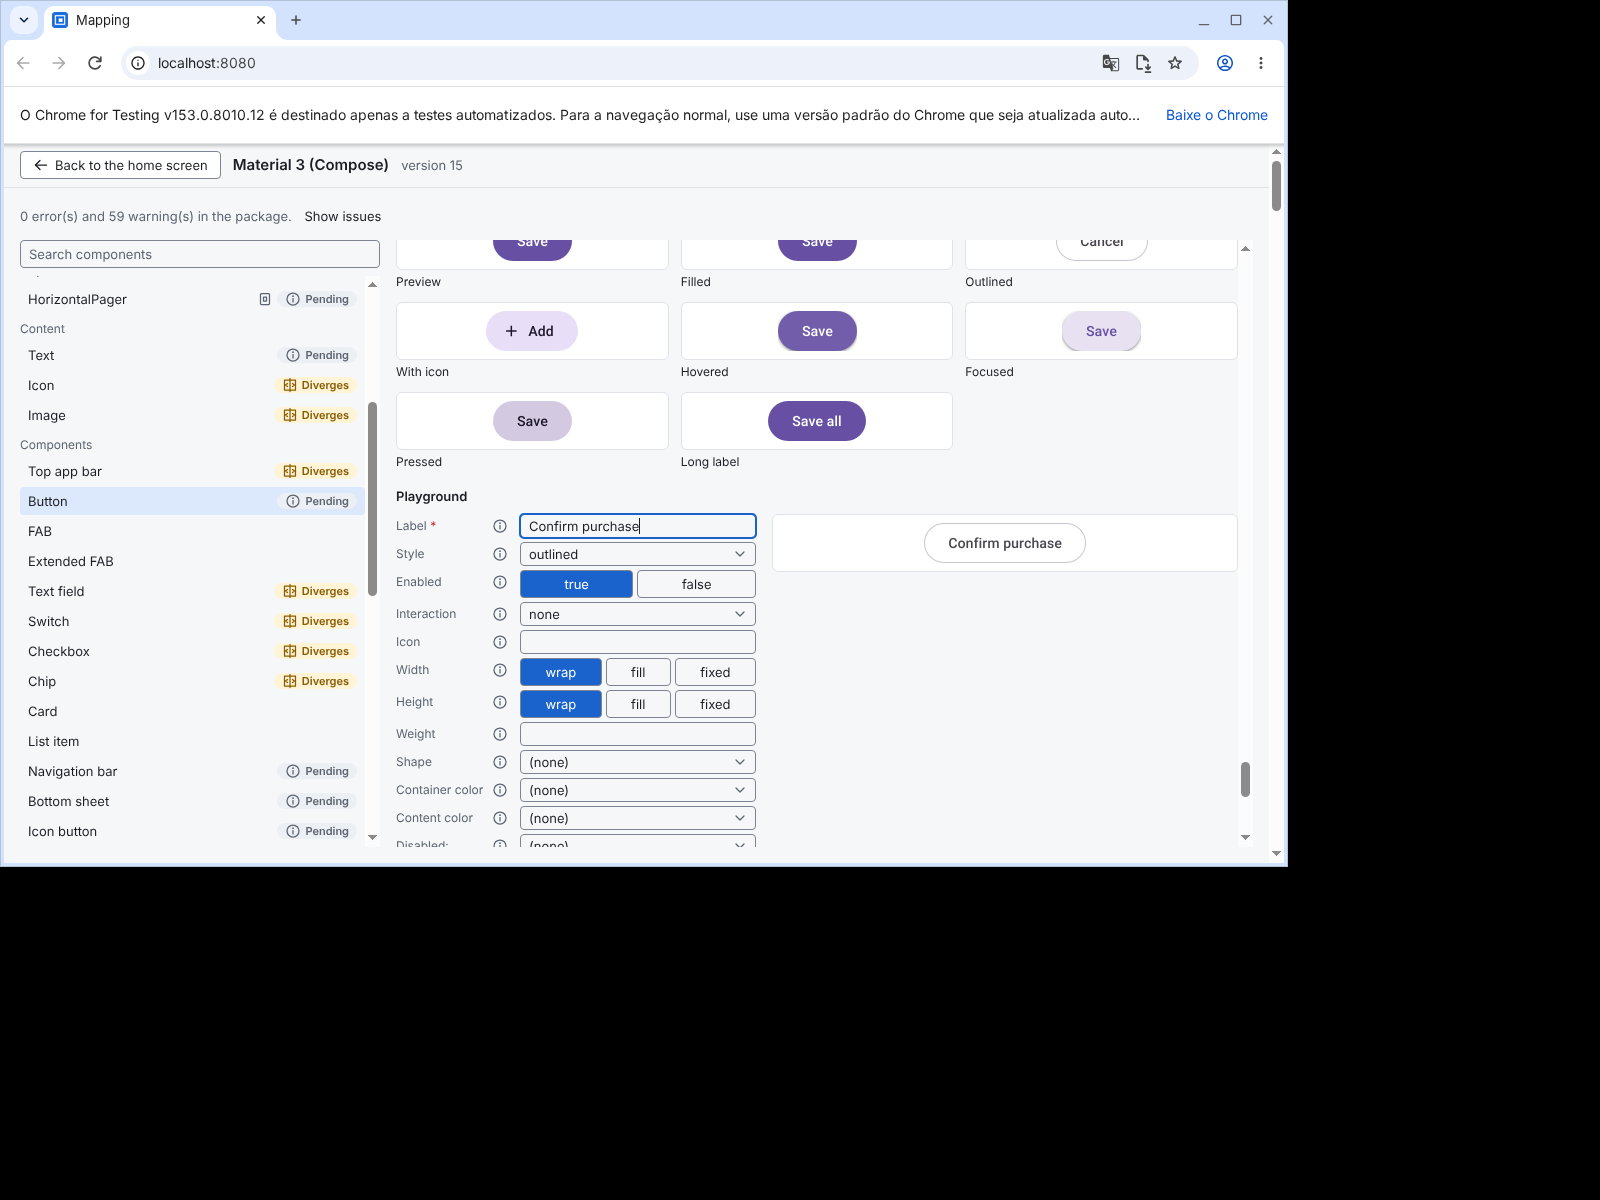 Mapping
localhost:8080
O Chrome for Testing v153.0.8010.12 é destinado apenas a testes automatizados. Para a navegação normal, use uma versão padrão do Chrome que seja atualizada auto... Baixe o Chrome
Back to the home screen Material 3 (Compose) version 15
0 error(s) and 59 warning(s) in the package. Show issues
Search components
HorizontalPager Pending
Content
Text Pending
Icon Diverges
Image Diverges
Components
Top app bar Diverges
Button Pending
FAB
Extended FAB
Text field Diverges
Switch Diverges
Checkbox Diverges
Chip Diverges
Card
List item
Navigation bar Pending
Bottom sheet Pending
Icon button Pending
Save Save Cancel
Preview Filled Outlined
Add Save Save
With icon Hovered Focused
Save Save all
Pressed Long label
Playground
Label * Confirm purchase
Confirm purchase
Style outlined
Enabled true false
Interaction none
Icon
Width wrap fill fixed
Height wrap fill fixed
Weight
Shape (none)
Container color (none)
Content color (none)
Disabled: (none)